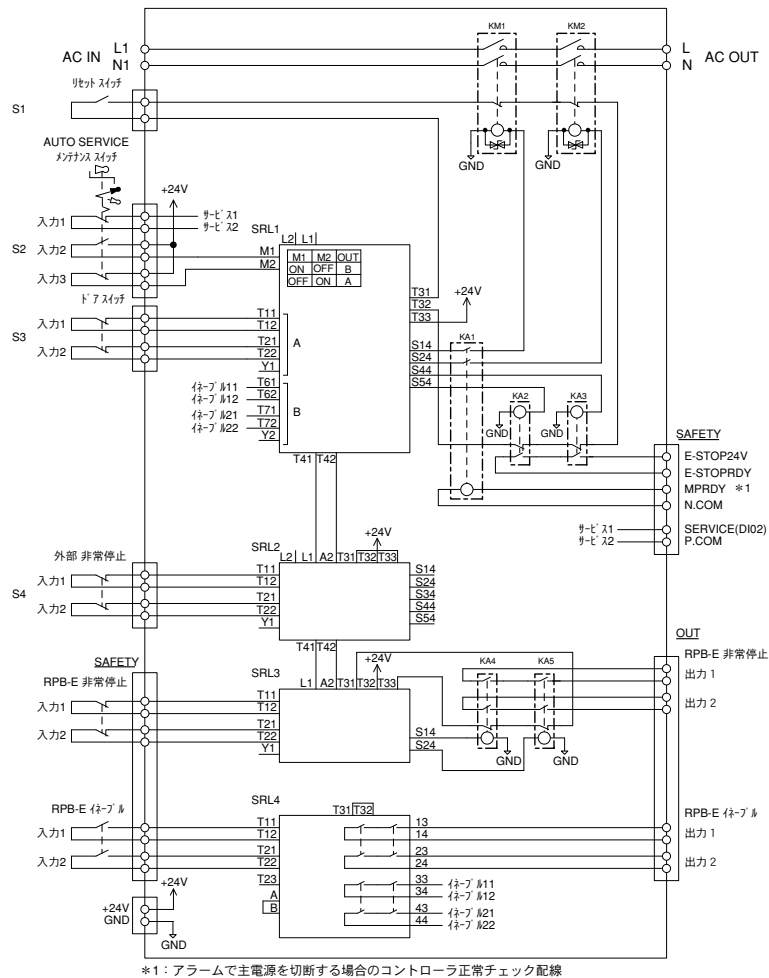 KM1 KM2
AC IN L1 L AC OUT
N1 N
リセット スイッチ
S1
GND GND
AUTO SERVICE
メンテナンス スイッチ
+24V
入力1 サービス1
サービス2
S2 入力2
入力3
SRL1
L2 L1
M1
M2
M1 M2 OUT
ON OFF B
OFF ON A
ドア スイッチ
S3 入力1
入力2
T11
T12
T21
T22
Y1
A
イネーブル11 T61
イネーブル12 T62
イネーブル21 T71
イネーブル22 T72
Y2
B
T31
T32
T33
+24V
S14
S24
S44
S54
KA1
KA2 KA3
GND GND
T41 T42
SAFETY
E-STOP24V
E-STOPRDY
MPRDY *1
N.COM
サービス1 SERVICE(DI02)
サービス2 P.COM
+24V
SRL2
L2 L1 A2 T31 T32 T33
外部 非常停止
S4 入力1
入力2
T11
T12
T21
T22
Y1
S14
S24
S34
S44
S54
T41 T42
+24V
SAFETY
RPB-E 非常停止
入力1
入力2
SRL3
L1 A2 T31 T32 T33
T11
T12
T21
T22
Y1
S14
S24
KA4 KA5
GND GND
OUT
RPB-E 非常停止
出力 1
出力 2
RPB-E イネーブル
入力1
入力2
SRL4
T31 T32
T11
T12
T21
T22
T23
A
B
13
14
23
24
33 イネーブル11
34 イネーブル12
43 イネーブル21
44 イネーブル22
RPB-E イネーブル
出力 1
出力 2
+24V
+24V
GND
GND
*1：アラームで主電源を切断する場合のコントローラ正常チェック配線